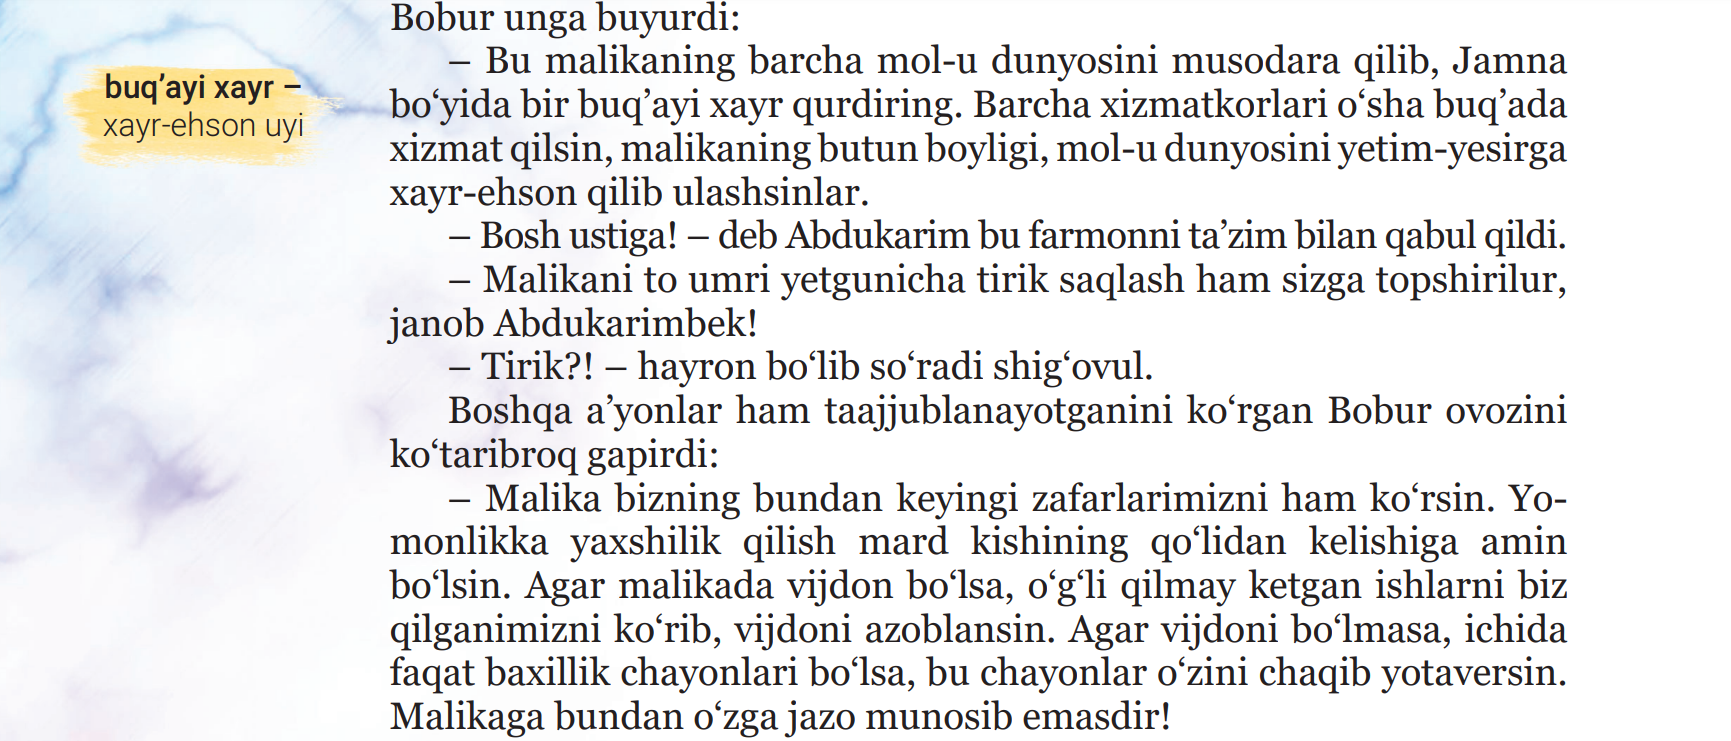 Bobur unga buyurdi:
– Bu malikaning barcha mol-u dunyosini musodara qilib, Jamna
bo‘yida bir buq’ayi xayr qurdiring. Barcha xizmatkorlari o‘sha buq’ada
xizmat qilsin, malikaning butun boyligi, mol-u dunyosini yetim-yesirga
xayr-ehson qilib ulashsinlar.
– Bosh ustiga! – deb Abdukarim bu farmonni ta’zim bilan qabul qildi.
– Malikani to umri yetgunicha tirik saqlash ham sizga topshirilur,
janob Abdukarimbek!
– Tirik?! – hayron bo‘lib so‘radi shig‘ovul.
Boshqa a’yonlar ham taajjublanayotganini ko‘rgan Bobur ovozini
ko‘taribroq gapirdi:
– Malika bizning bundan keyingi zafarlarimizni ham ko‘rsin. Yo-
monlikka yaxshilik qilish mard kishining qo‘lidan kelishiga amin
bo‘lsin. Agar malikada vijdon bo‘lsa, o‘g‘li qilmay ketgan ishlarni biz
qilganimizni ko‘rib, vijdoni azoblansin. Agar vijdoni bo‘lmasa, ichida
faqat baxillik chayonlari bo‘lsa, bu chayonlar o‘zini chaqib yotaversin.
Malikaga bundan o‘zga jazo munosib emasdir!
buq’ayi xayr –
xayr-ehson uyi